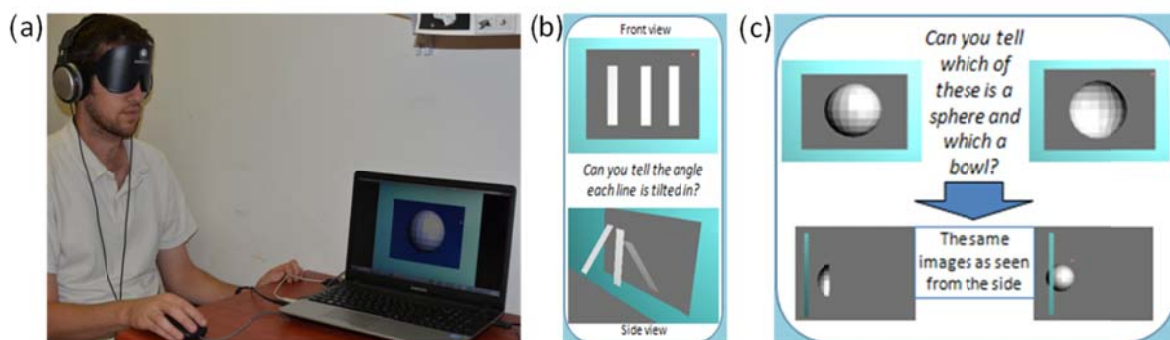 (a)
(b)
Front view
Can you tell the angle
each line is tilted in?
Side view
(c)
Can you tell
which of
these is a
sphere and
which a
bowl?
The same
images as seen
from the side